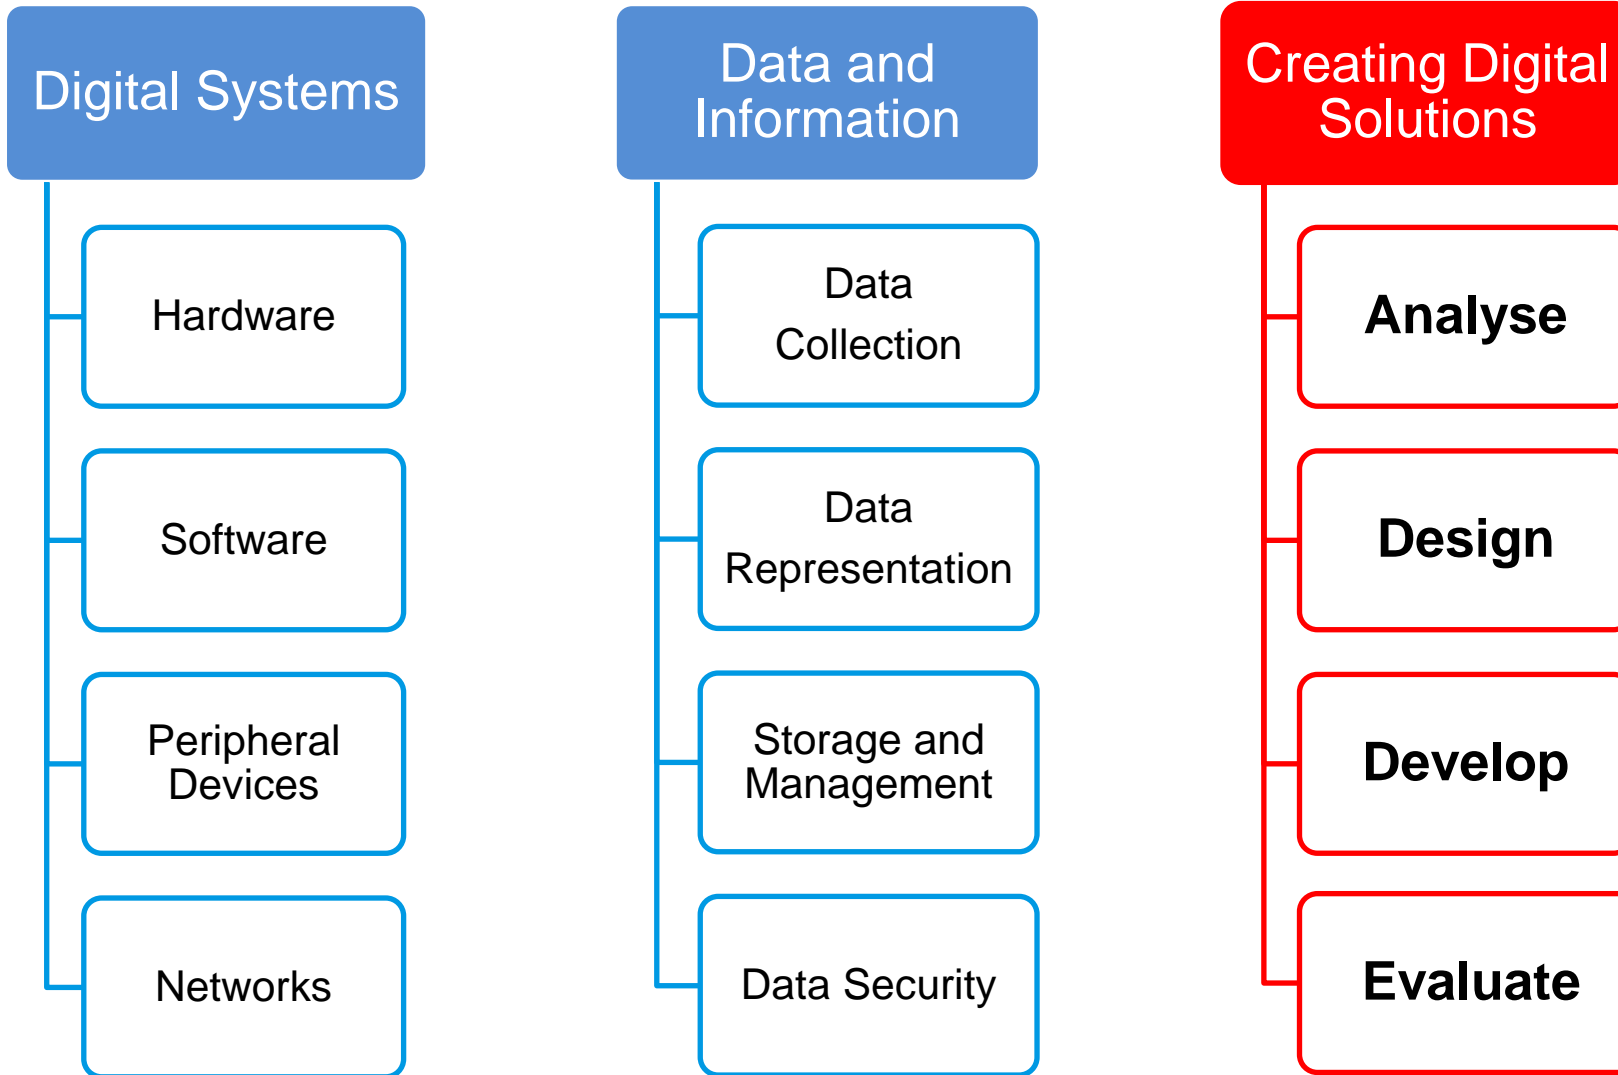 Digital Systems
Hardware
Software
Peripheral
Devices
Networks
Data and
Information
Data
Collection
Data
Representation
Storage and
Management
Data Security
Creating Digital
Solutions
Analyse
Design
Develop
Evaluate